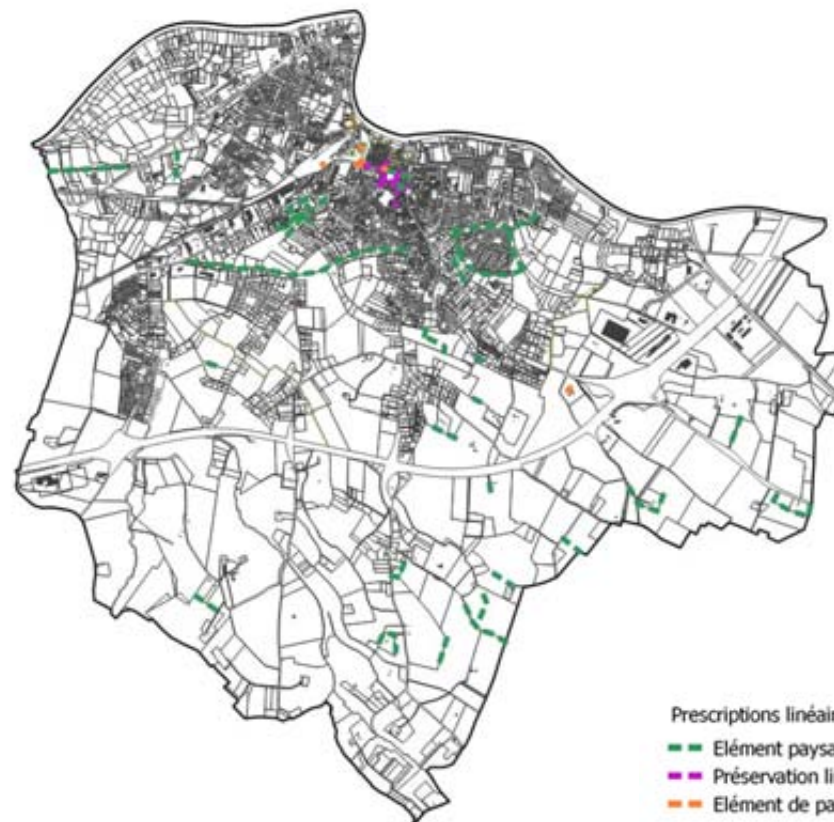 Prescriptions linéair
Elément paysa
Préservation li
Elément de pa